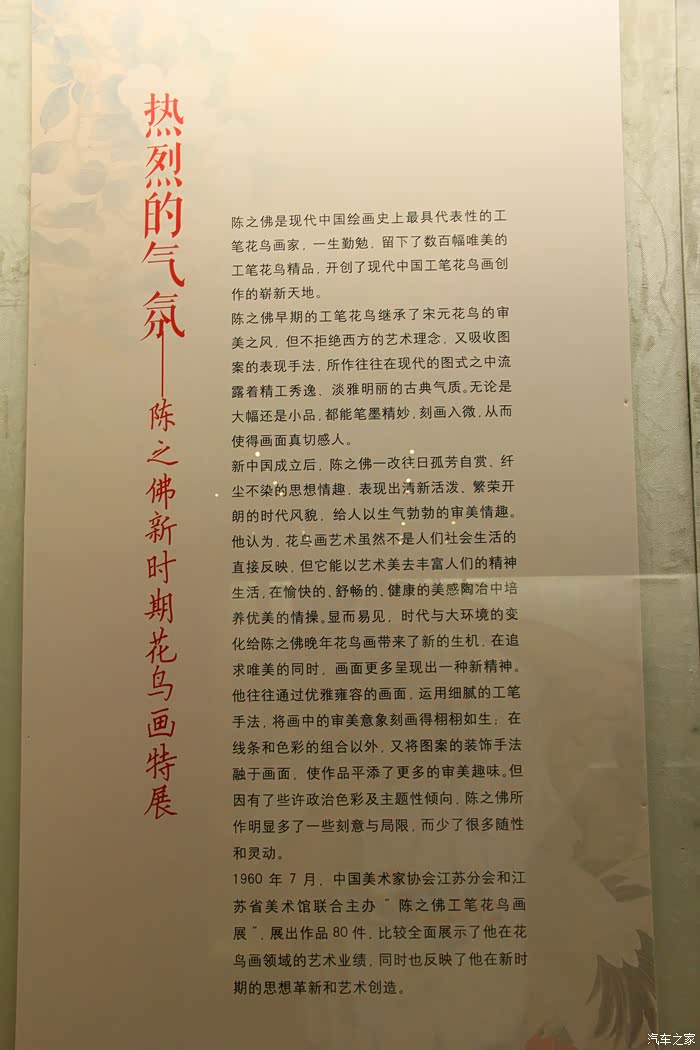 热烈的气氛——陈之佛新时期花鸟画特展
陈之佛是现代中国绘画史上最具代表性的工
笔花鸟画家，一生勤勉，留下了数百幅唯美的
工笔花鸟精品，开创了现代中国工笔花鸟画创
作的崭新天地。
陈之佛早期的工笔花鸟继承了宋元花鸟的审
美之风，但不拒绝西方的艺术理念，又吸收图
案的表现手法，所作往往在现代的图式之中流
露着精工秀逸、淡雅明丽的古典气质。无论是
大幅还是小品，都能笔墨精妙，刻画入微，从而
使得画面真切感人。
新中国成立后，陈之佛一改往日孤芳自赏、纤
尘不染的思想情趣，表现出清新活泼、繁荣开
朗的时代风貌，给人以生气勃勃的审美情趣。
他认为，花鸟画艺术虽然不是人们社会生活的
直接反映，但它能以艺术美去丰富人们的精神
生活，在愉快的、舒畅的、健康的美感陶冶中培
养优美的情操。显而易见，时代与大环境的变
化给陈之佛晚年花鸟画带来了新的生机，在追
求唯美的同时，画面更多呈现出一种新精神。
他往往通过优雅雍容的画面，运用细腻的工笔
手法，将画中的审美意象刻画得栩栩如生；在
线条和色彩的组合以外，又将图案的装饰手法
融于画面，使作品平添了更多的审美趣味。但
因有了些许政治色彩及主题性倾向，陈之佛所
作明显多了一些刻意与局限，而少了很多随性
和灵动。
1960 年 7 月，中国美术家协会江苏分会和江
苏省美术馆联合主办“陈之佛工笔花鸟画
展”，展出作品80件，比较全面展示了他在花
鸟画领域的艺术业绩，同时也反映了他在新时
期的思想革新和艺术创造。
汽车之家